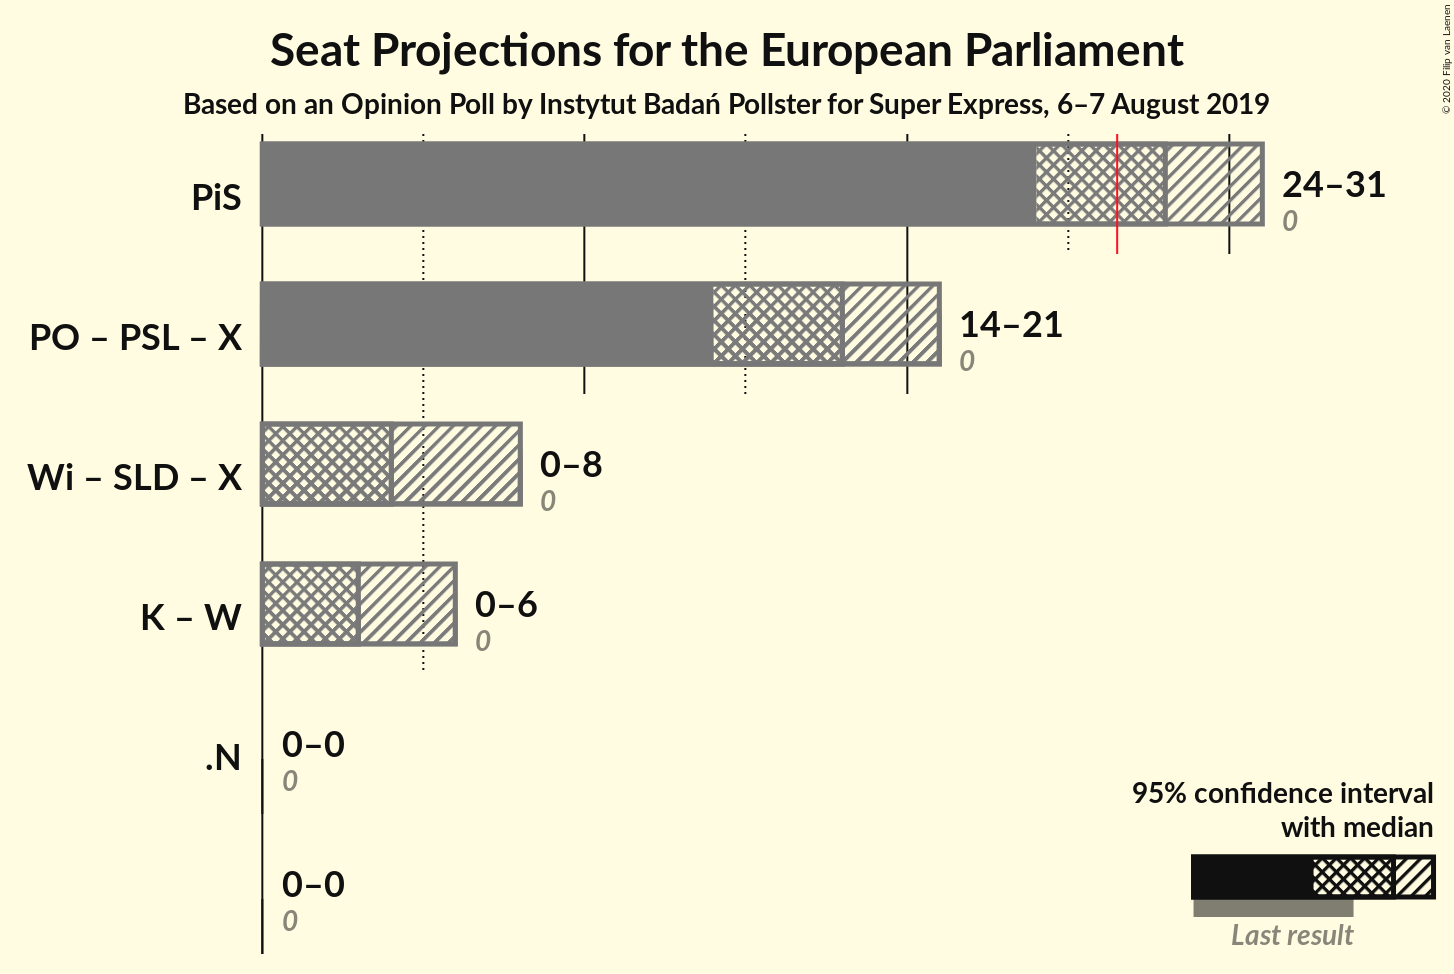 Seat Projections for the European Parliament
Based on an Opinion Poll by Instytut Badań Pollster for Super Express, 6–7 August 2019
© 2020 Filip van Laenen
PiS
24–31
0
PO – PSL – X
14–21
0
Wi – SLD – X
0–8
0
K – W
0–6
0
.N
0–0
0
0–0
0
95% confidence interval
with median
Last result